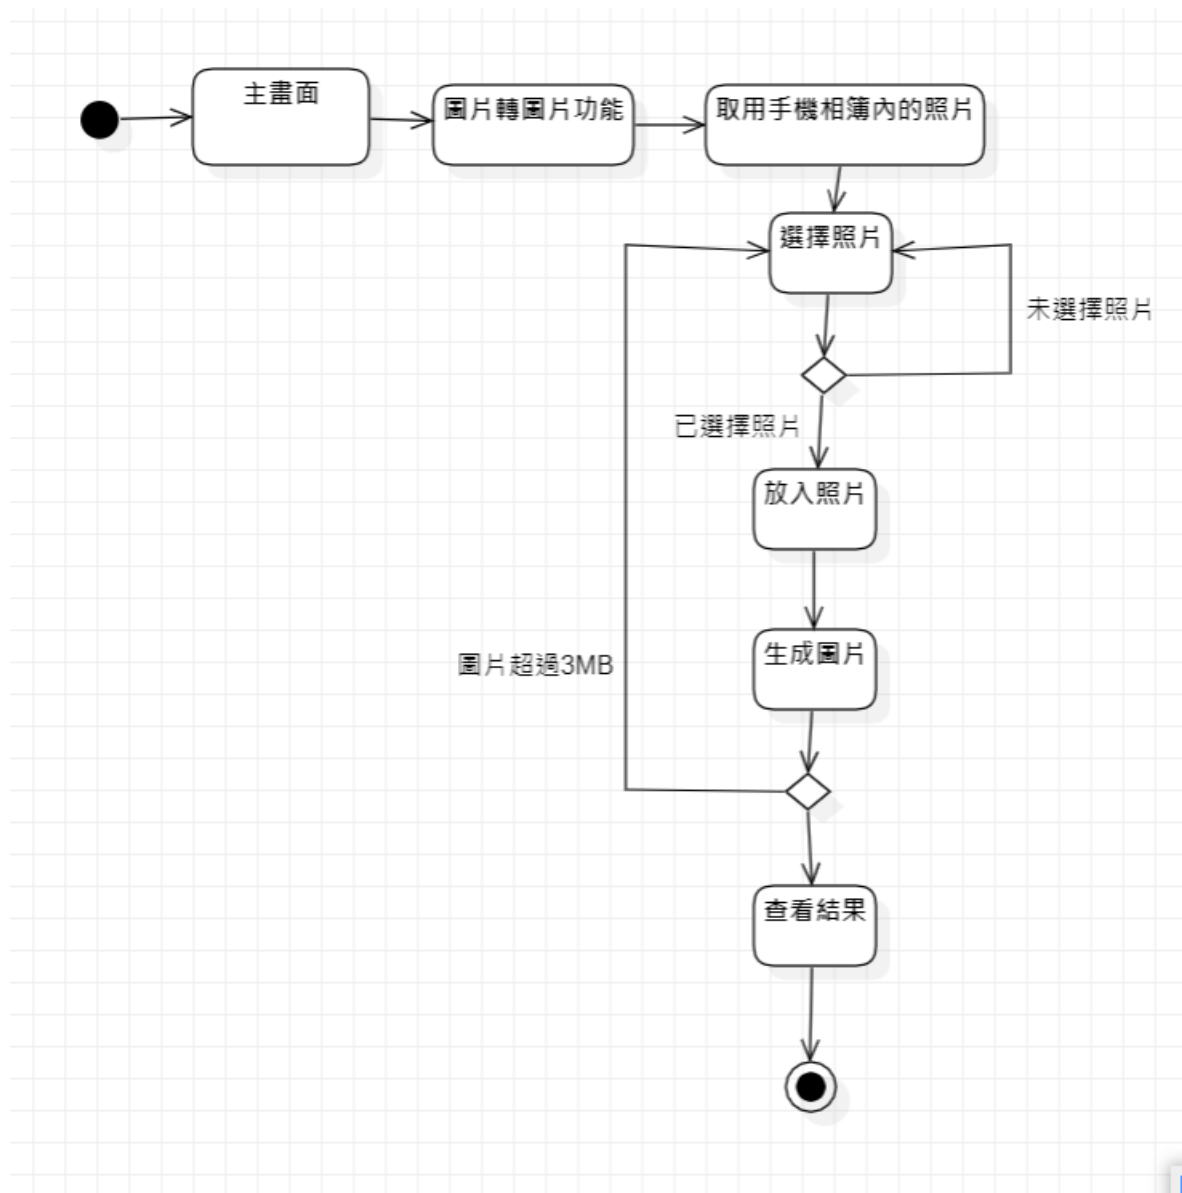 主畫面
圖片轉圖片功能
取用手機相簿內的照片
選擇照片
未選擇照片
已選擇照片
放入照片
圖片超過3MB
生成圖片
查看結果